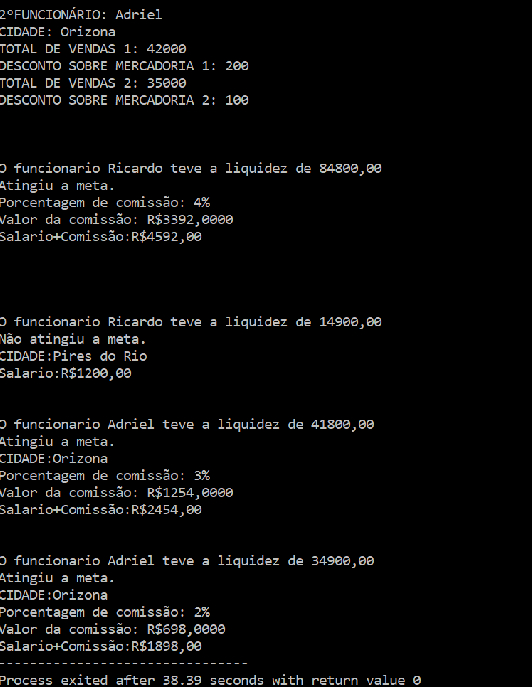 2ºFUNCIONÁRIO: Adriel
CIDADE: Orizona
TOTAL DE VENDAS 1: 42000
DESCONTO SOBRE MERCADORIA 1: 200
TOTAL DE VENDAS 2: 35000
DESCONTO SOBRE MERCADORIA 2: 100
O funcionario Ricardo teve a liquidez de 84800,00
Atingiu a meta.
Porcentagem de comissão: 4%
Valor da comissão: R$3392,0000
Salario+Comissão:R$4592,00
O funcionario Ricardo teve a liquidez de 14900,00
Não atingiu a meta.
CIDADE:Pires do Rio
Salario:R$1200,00
O funcionario Adriel teve a liquidez de 41800,00
Atingiu a meta.
CIDADE:Orizona
Porcentagem de comissão: 3%
Valor da comissão: R$1254,0000
Salario+Comissão:R$2454,00
O funcionario Adriel teve a liquidez de 34900,00
Atingiu a meta.
CIDADE:Orizona
Porcentagem de comissão: 2%
Valor da comissão: R$698,0000
Salario+Comissão:R$1898,00
--------------------------------
Process exited after 38.39 seconds with return value 0